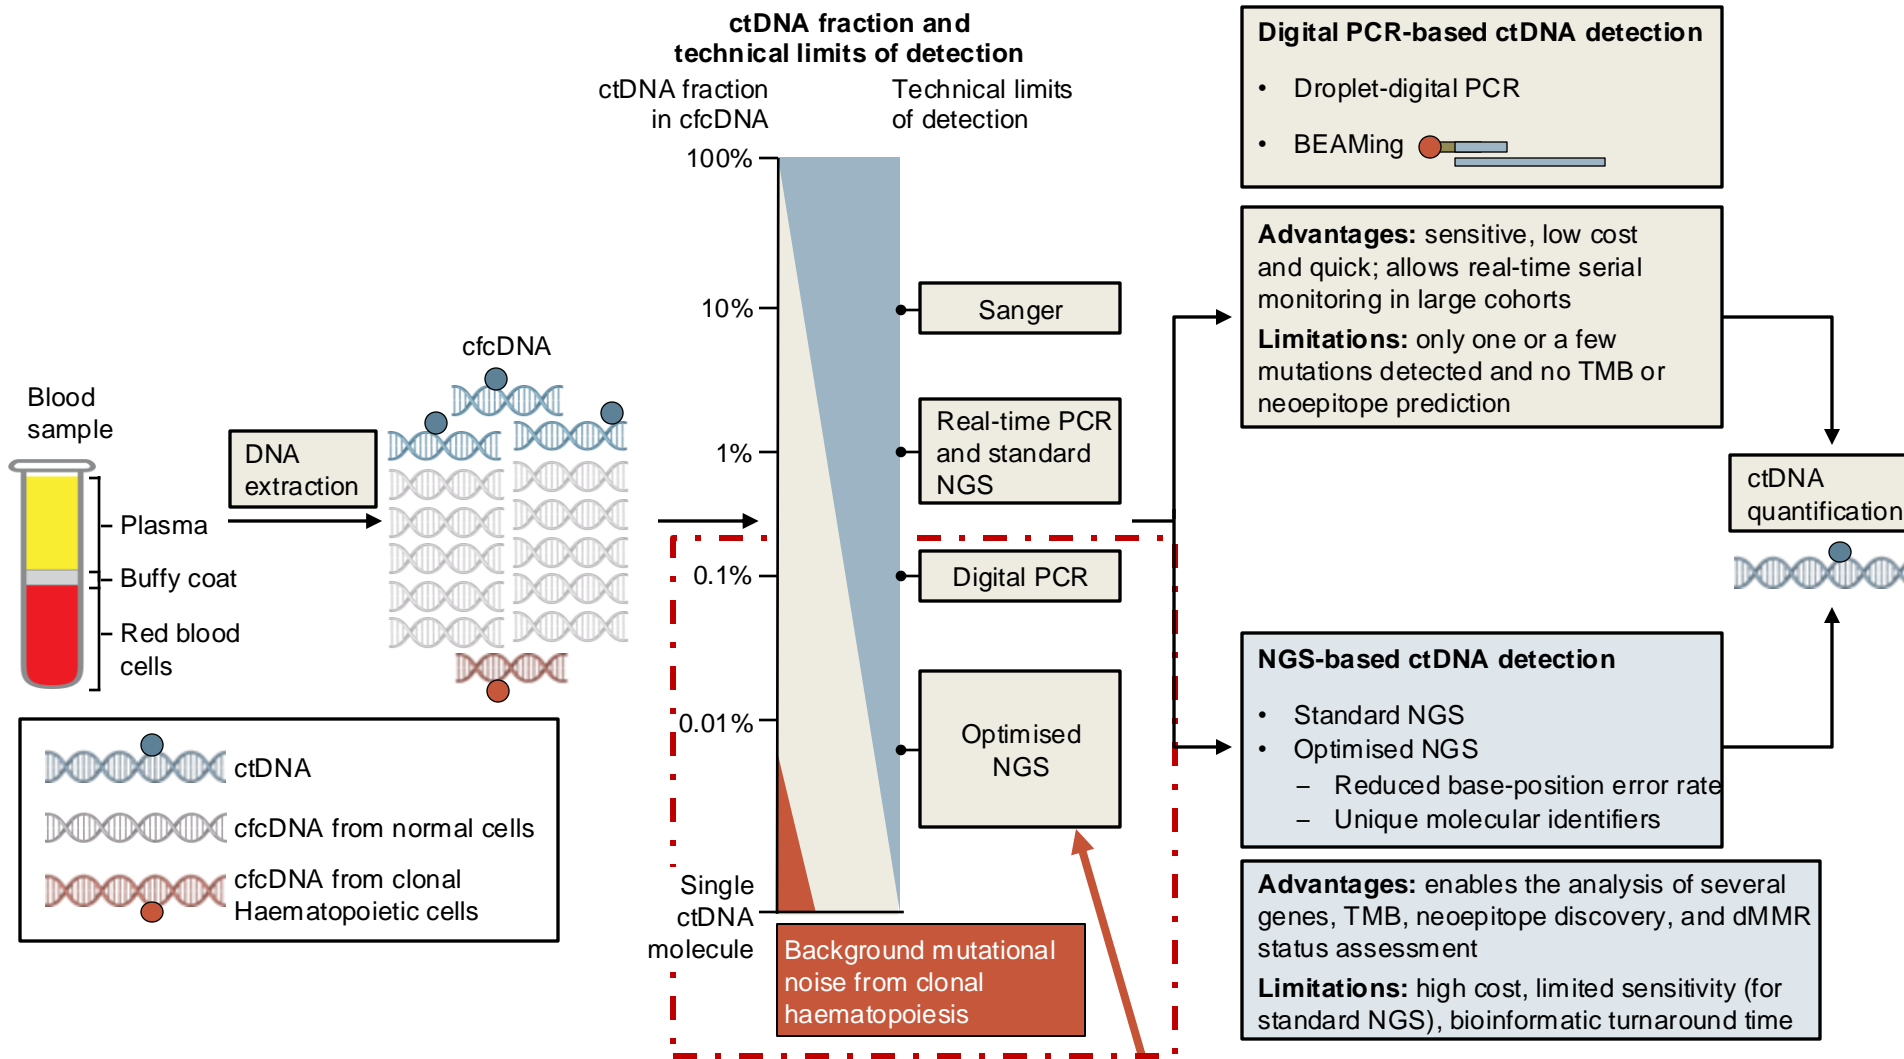 ctDNA fraction and
technical limits of detection
ctDNA fraction
in cfcDNA
Technical limits
of detection
100%
10%
1%
0.1%
0.01%
Single
ctDNA
molecule
Blood
sample
Plasma
Buffy coat
Red blood
cells
DNA
extraction
cfcDNA
ctDNA
cfcDNA from normal cells
cfcDNA from clonal
Haematopoietic cells
Sanger
Real-time PCR
and standard
NGS
Digital PCR
Optimised
NGS
Background mutational
noise from clonal
haematopoiesis
Digital PCR-based ctDNA detection
• Droplet-digital PCR
• BEAMing
Advantages: sensitive, low cost
and quick; allows real-time serial
monitoring in large cohorts
Limitations: only one or a few
mutations detected and no TMB or
neoepitope prediction
ctDNA
quantification
NGS-based ctDNA detection
• Standard NGS
• Optimised NGS
– Reduced base-position error rate
– Unique molecular identifiers
Advantages: enables the analysis of several
genes, TMB, neoepitope discovery, and dMMR
status assessment
Limitations: high cost, limited sensitivity (for
standard NGS), bioinformatic turnaround time